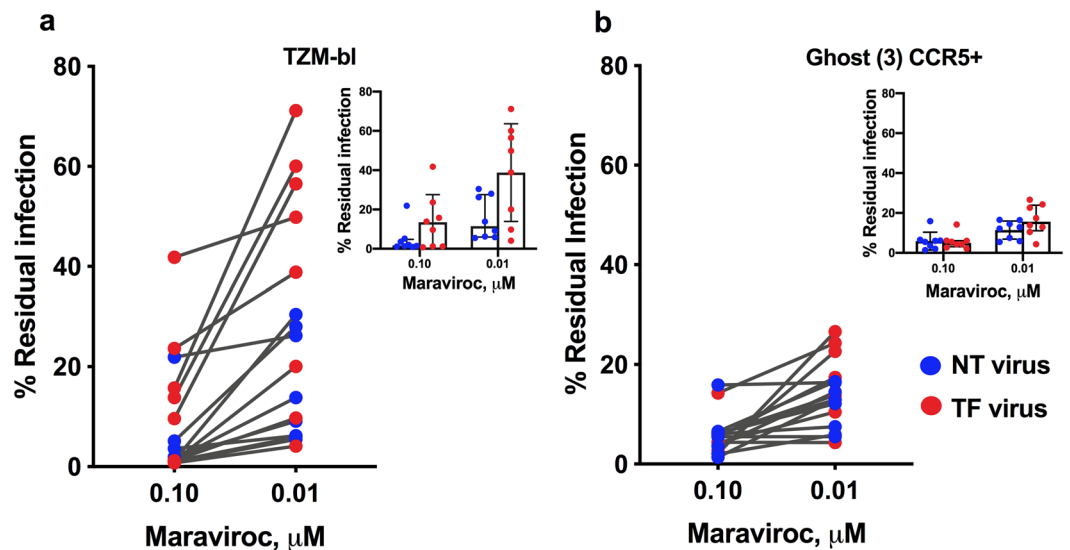 a
TZM-bl
80
60
40
20
0
% Residual Infection
0.10
0.01
Maraviroc, μM
80
60
40
20
0
% Residual infection
0.10
0.01
Maraviroc, μM
b
Ghost (3) CCR5+
80
60
40
20
0
% Residual Infection
0.10
0.01
Maraviroc, μM
80
60
40
20
0
% Residual infection
0.10
0.01
Maraviroc, μM
NT virus
TF virus